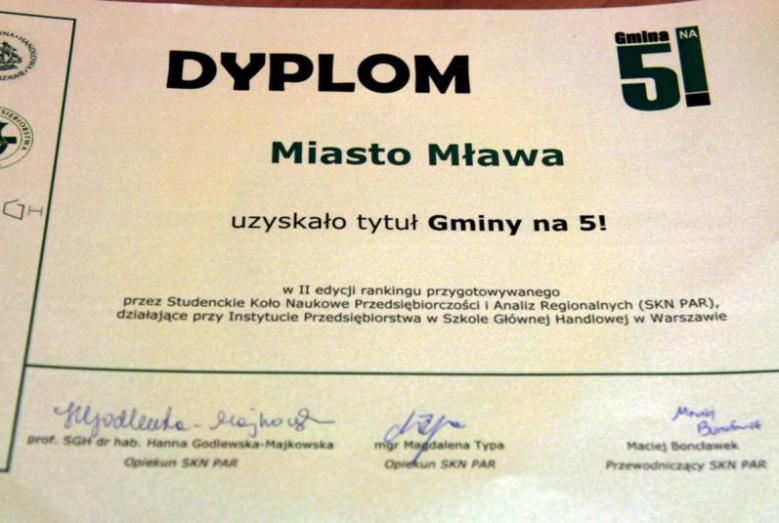 DYPLOM
Gmina NA
5!
Miasto Mława
uzyskało tytuł Gminy na 5!
w II edycji rankingu przygotowywanego
przez Studenckie Koło Naukowe Przedsiębiorczości i Analiz Regionalnych (SKN PAR),
działające przy Instytucie Przedsiębiorstwa w Szkole Głównej Handlowej w Warszawie
prof. SGH dr hab. Hanna Godlewska-Majkowska
Opiekun SKN PAR
mgr Magdalena Typa
Opiekun SKN PAR
Maciej Boncławek
Przewodniczący SKN PAR